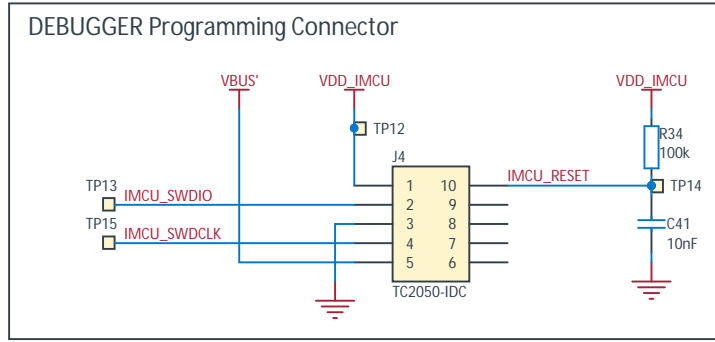 DEBUGGER Programming Connector
VBUS'
VDD_IMCU
VDD_IMCU
TP12
R34
100k
J4
TP13
IMCU_SWDIO
1 10
IMCU_RESET
TP14
2 9
TP15
IMCU_SWDCLK
3 8
4 7
C41
10nF
5 6
TC2050-IDC